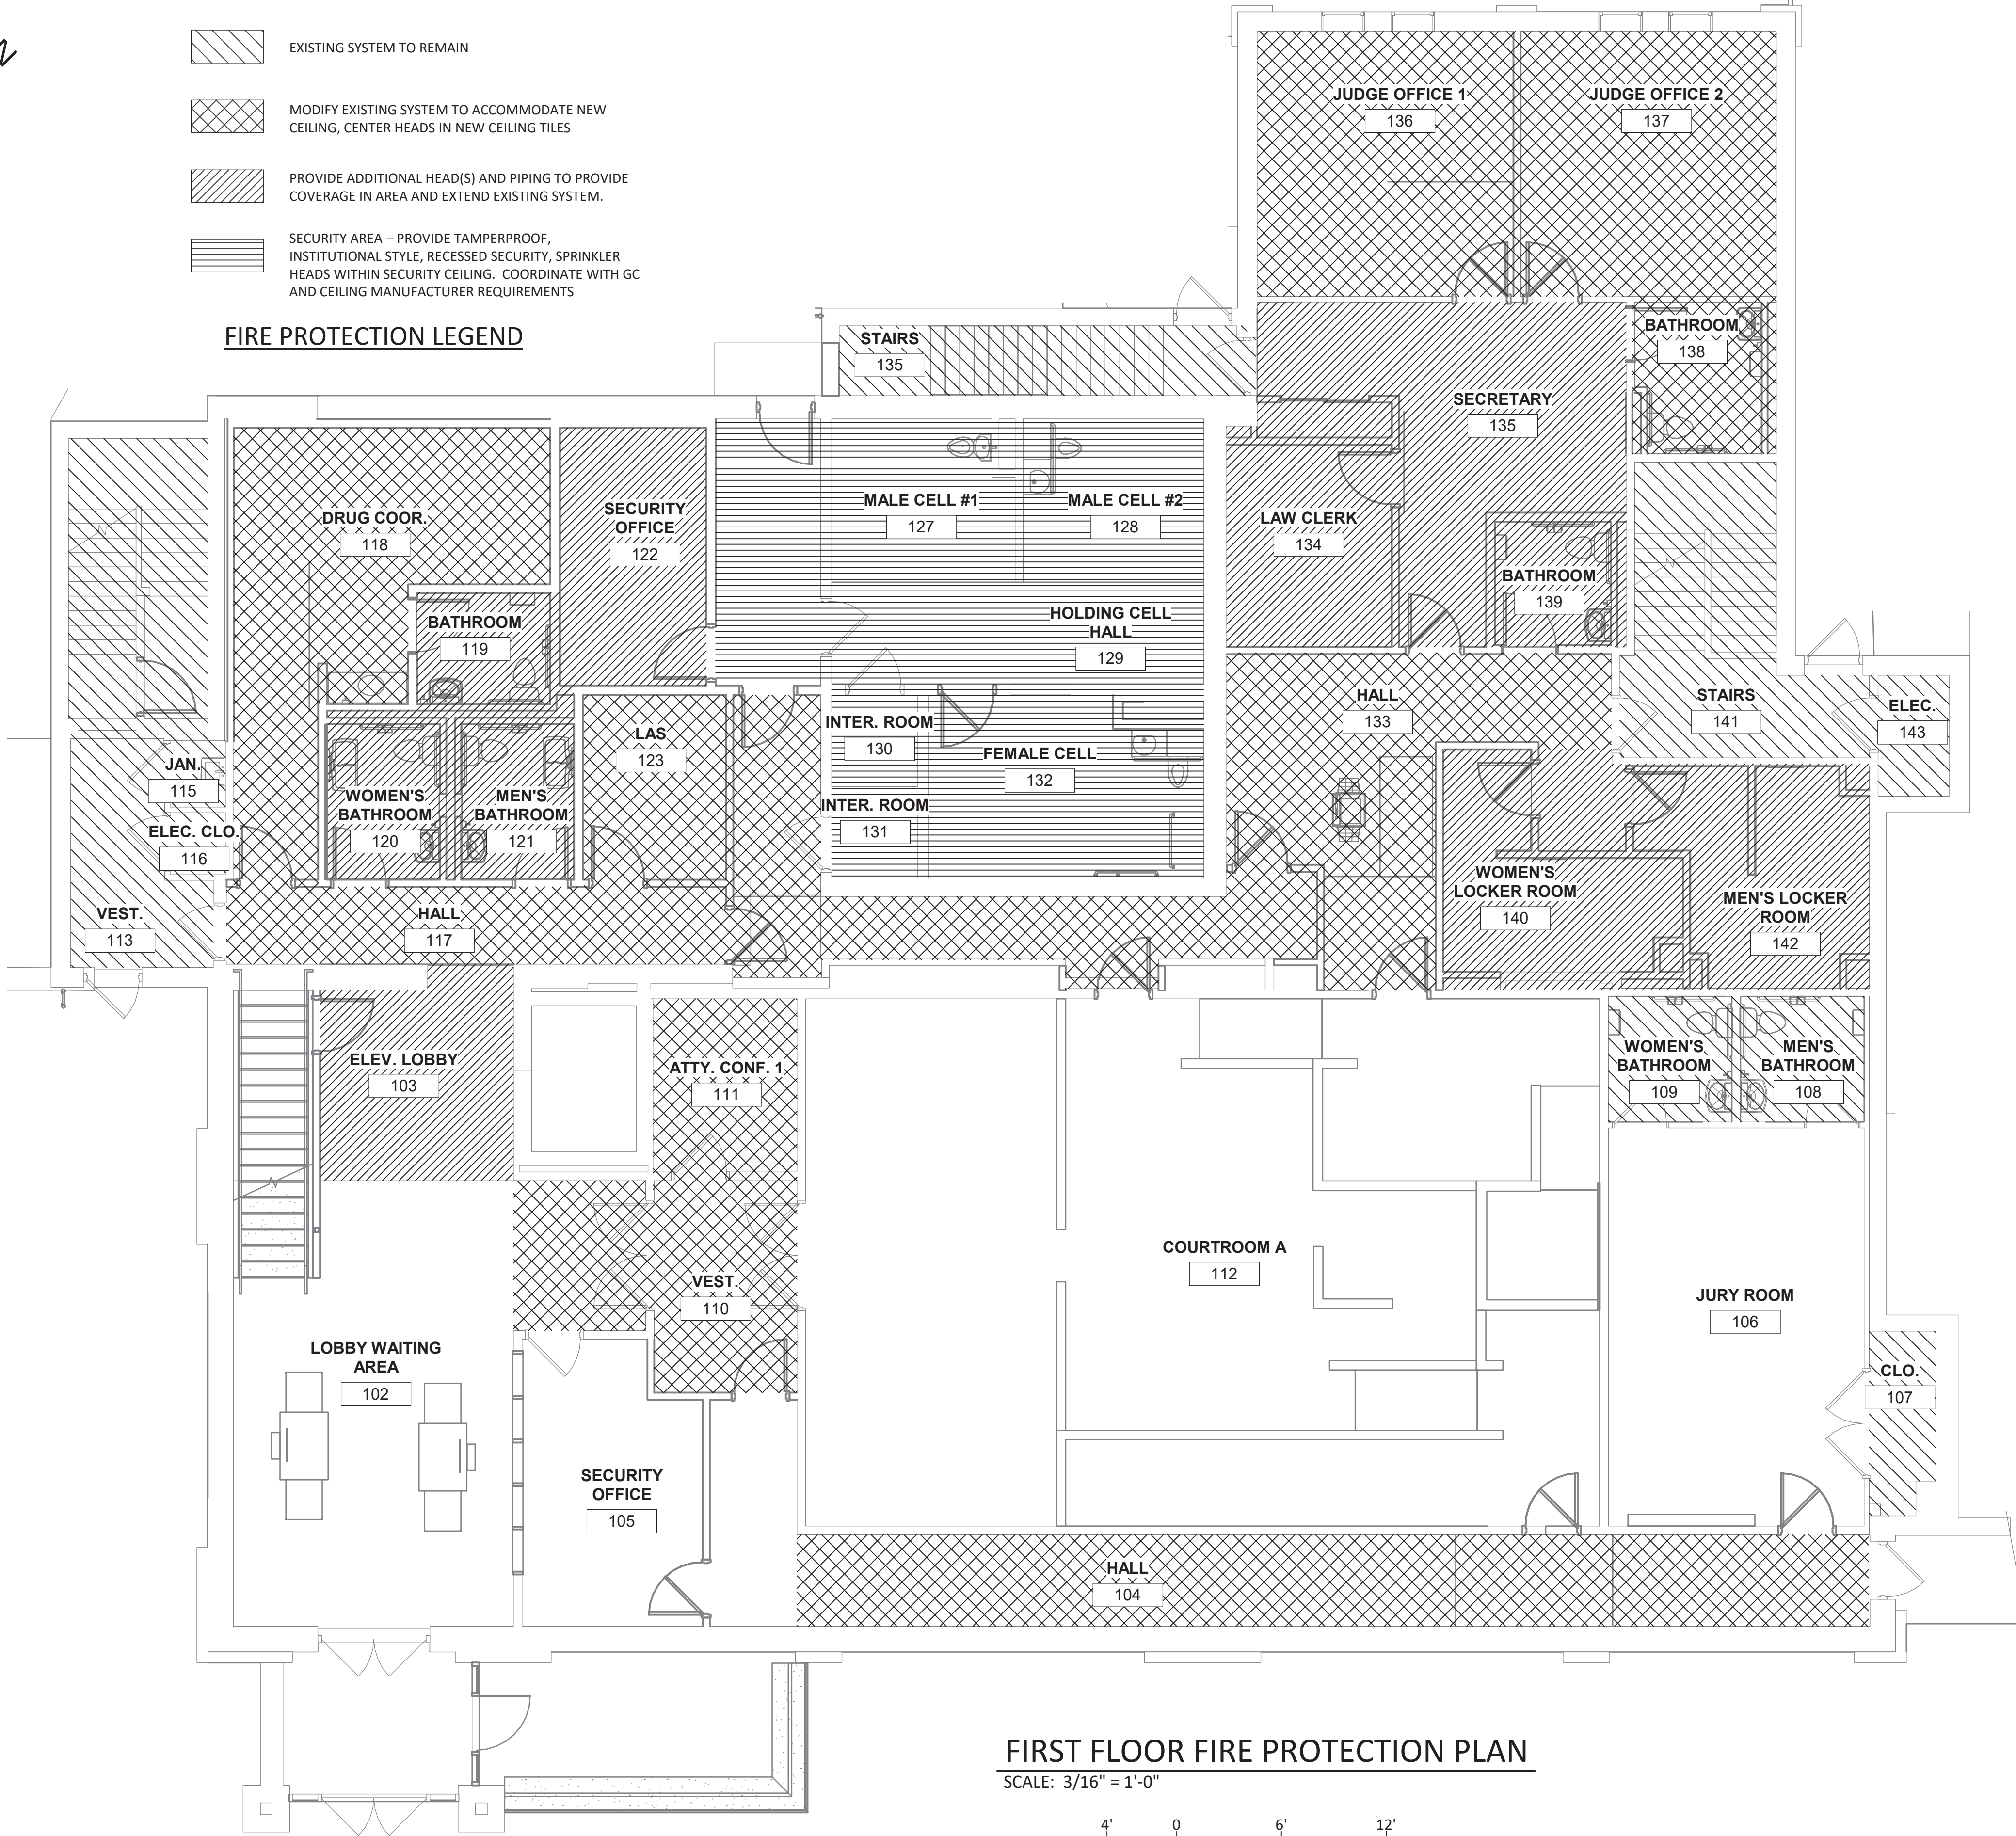 EXISTING SYSTEM TO REMAIN
MODIFY EXISTING SYSTEM TO ACCOMMODATE NEW
CEILING, CENTER HEADS IN NEW CEILING TILES
PROVIDE ADDITIONAL HEAD(S) AND PIPING TO PROVIDE
COVERAGE IN AREA AND EXTEND EXISTING SYSTEM.
SECURITY AREA – PROVIDE TAMPERPROOF,
INSTITUTIONAL STYLE, RECESSED SECURITY, SPRINKLER
HEADS WITHIN SECURITY CEILING. COORDINATE WITH GC
AND CEILING MANUFACTURER REQUIREMENTS
FIRE PROTECTION LEGEND
JUDGE OFFICE 1
136
JUDGE OFFICE 2
137
STAIRS
135
BATHROOM
138
SECRETARY
135
DRUG COOR.
118
SECURITY
OFFICE
122
MALE CELL #1
127
MALE CELL #2
128
LAW CLERK
134
BATHROOM
139
BATHROOM
119
HOLDING CELL
HALL
129
HALL
133
STAIRS
141
ELEC.
143
JAN.
115
ELEC. CLO.
116
WOMEN'S
BATHROOM
120
MEN'S
BATHROOM
121
LAS
123
INTER. ROOM
130
FEMALE CELL
132
INTER. ROOM
131
VEST.
113
HALL
117
WOMEN'S
LOCKER ROOM
140
MEN'S LOCKER
ROOM
142
ELEV. LOBBY
103
ATTY. CONF. 1
111
WOMEN'S
BATHROOM
109
MEN'S
BATHROOM
108
VEST.
110
COURTROOM A
112
JURY ROOM
106
LOBBY WAITING
AREA
102
CLO.
107
SECURITY
OFFICE
105
HALL
104
FIRST FLOOR FIRE PROTECTION PLAN
SCALE: 3/16" = 1'-0"
4' 0 6' 12'